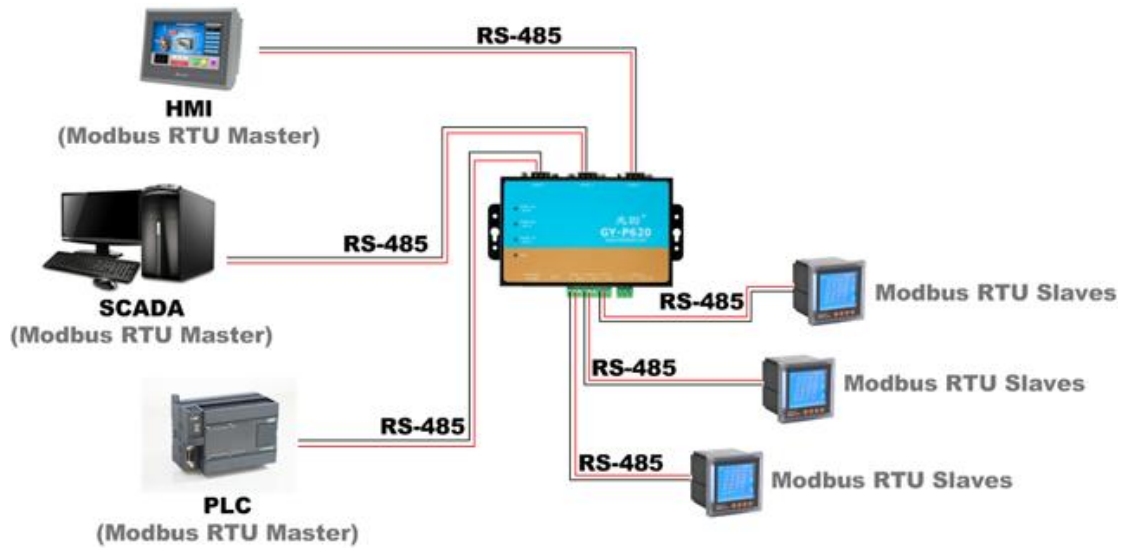 RS-485
HMI
(Modbus RTU Master)
RS-485
SCADA
(Modbus RTU Master)
RS-485
PLC
(Modbus RTU Master)
GY-P620
RS-485
Modbus RTU Slaves
RS-485
Modbus RTU Slaves
RS-485
Modbus RTU Slaves